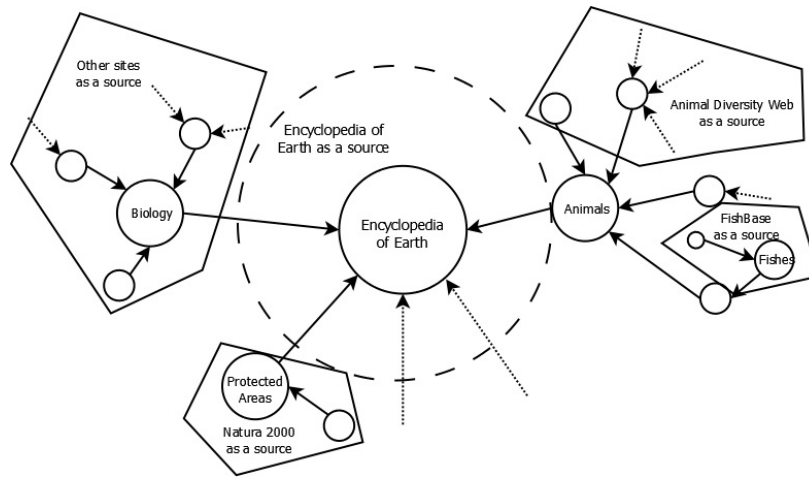 Other sites
as a source
Biology
Encyclopedia of
Earth as a source
Encyclopedia
of Earth
Animals
Animal Diversity Web
as a source
FishBase
as a source
Fishes
Protected
Areas
Natura 2000
as a source